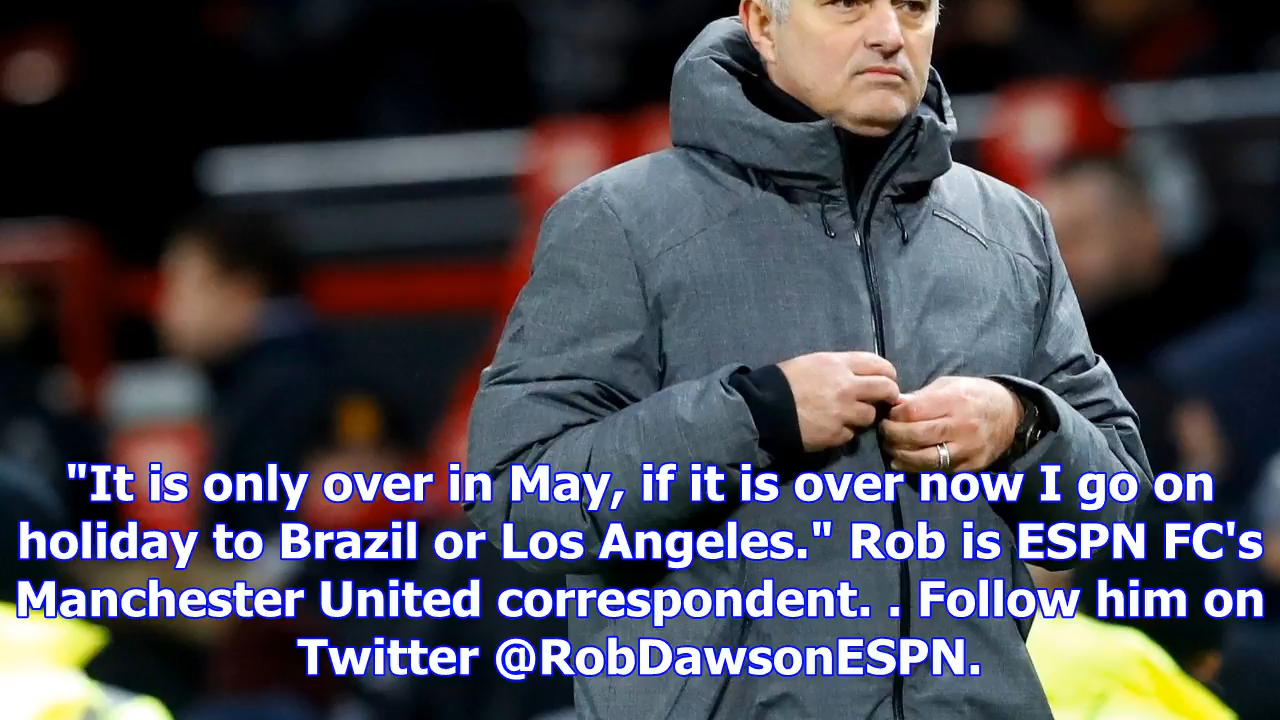 "It is only over in May, if it is over now I go on
holiday to Brazil or Los Angeles." Rob is ESPN FC's
Manchester United correspondent. . Follow him on
Twitter @RobDawsonESPN.